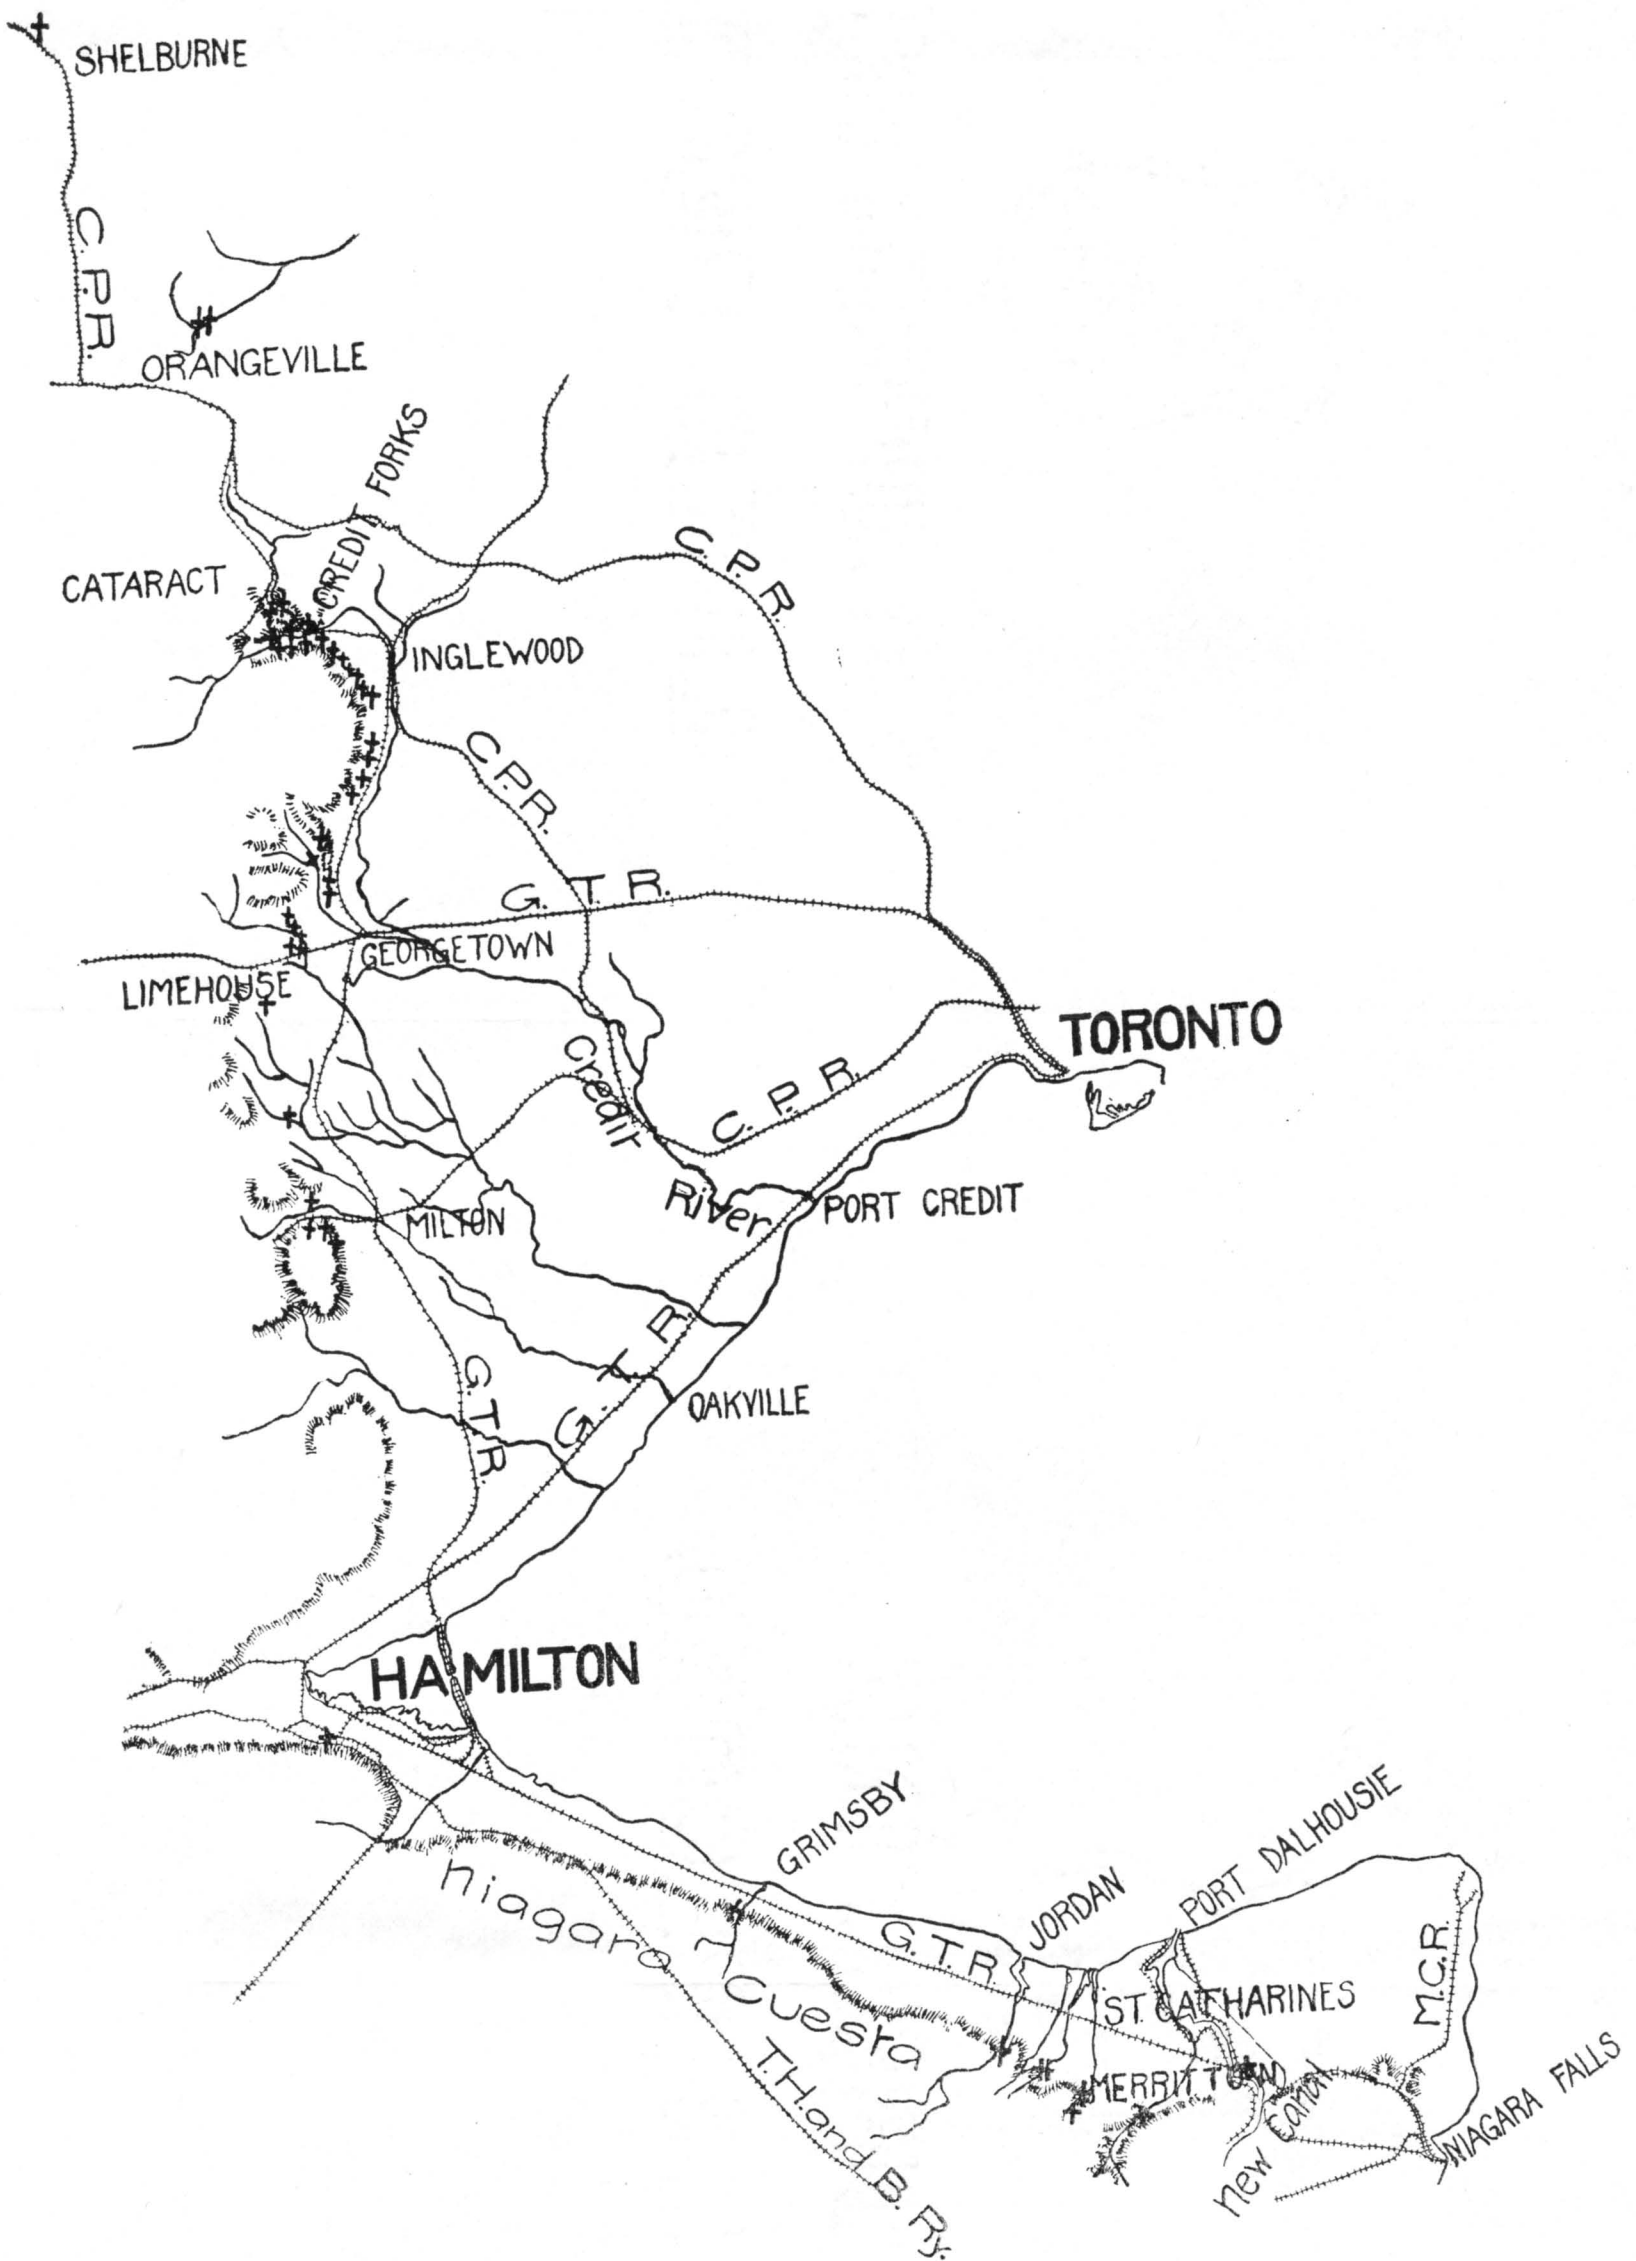 SHELBURNE
C.P.R.
ORANGEVILLE
CREDIT FORKS
CATARACT
C.P.R.
INGLEWOOD
C.P.R.
G.T.R.
GEORGETOWN
LIMEHOUSE
TORONTO
Credit
River
C.P.R.
PORT CREDIT
MILTON
G.T.R.
G.T.R.
OAKVILLE
HAMILTON
GRIMSBY
Niagara
Cuesta
G.T.R.
JORDAN
PORT DALHOUSIE
ST. CATHARINES
M.C.R.
MERRITTON
New Canal
NIAGARA FALLS
T.H. and B. Ry.